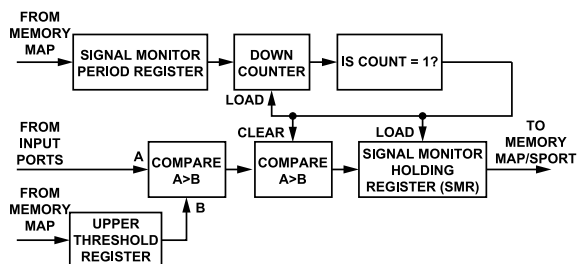 FROM
MEMORY
MAP
SIGNAL MONITOR
PERIOD REGISTER
DOWN
COUNTER
IS COUNT = 1?
LOAD
FROM
INPUT
PORTS
A
COMPARE
A>B
CLEAR
COMPARE
A>B
LOAD
SIGNAL MONITOR
HOLDING
REGISTER (SMR)
TO
MEMORY
MAP/SPORT
FROM
MEMORY
MAP
B
UPPER
THRESHOLD
REGISTER